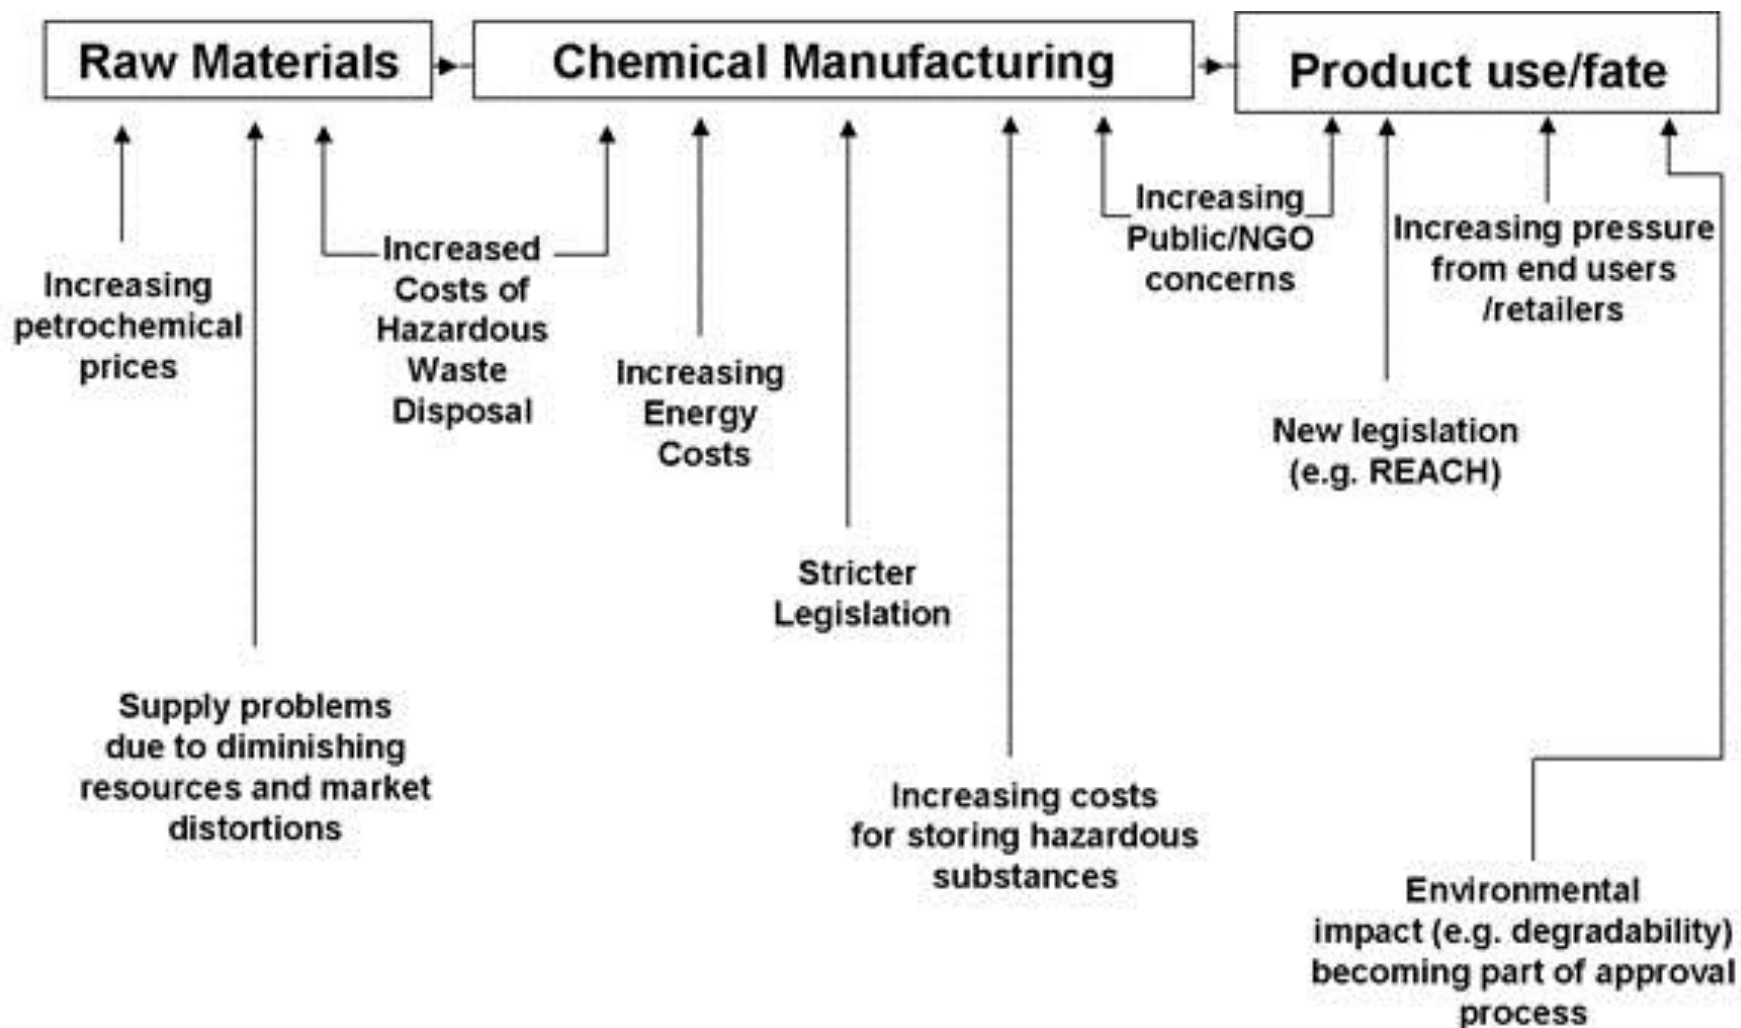 Raw Materials
Chemical Manufacturing
Product use/fate
Increasing
petrochemical
prices
Supply problems
due to diminishing
resources and market
distortions
Increased
Costs of
Hazardous
Waste
Disposal
Increasing
Energy
Costs
Stricter
Legislation
Increasing costs
for storing hazardous
substances
Increasing
Public/NGO
concerns
New legislation
(e.g. REACH)
Increasing pressure
from end users
/retailers
Environmental
impact (e.g. degradability)
becoming part of approval
process